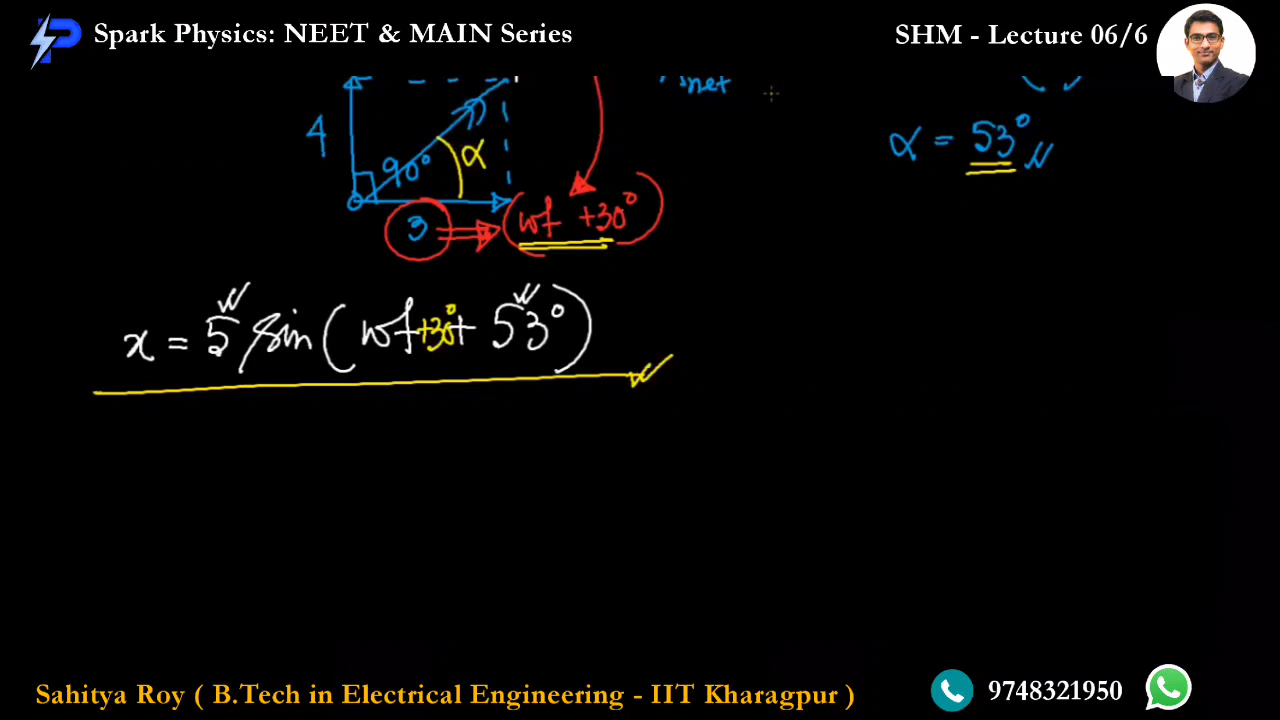 Spark Physics: NEET & MAIN Series
SHM - Lecture 06/6
net
4
90°
α
α = 53°
3
(ωt +30°)
x = 5 sin (ωt +30°+ 53°)
Sahitya Roy ( B.Tech in Electrical Engineering - IIT Kharagpur )
9748321950